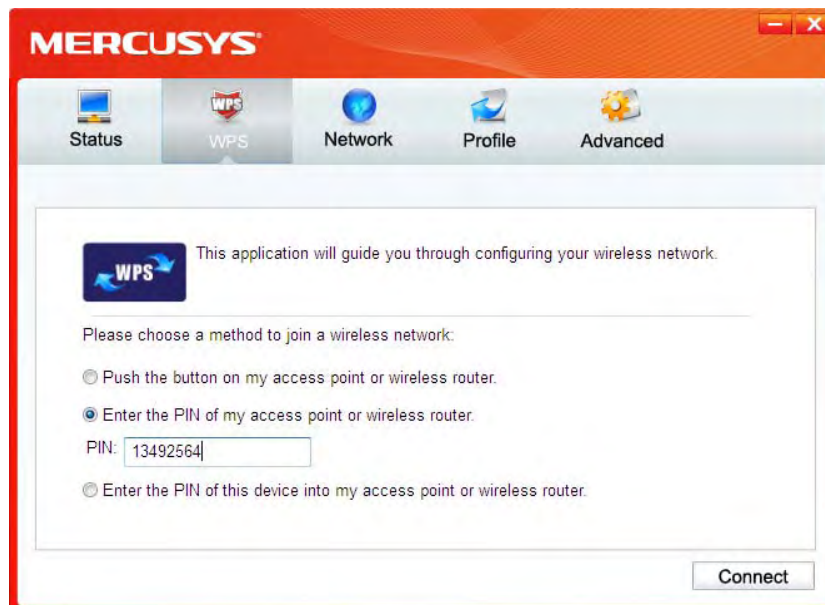 MERCUSYS
Status
WPS
WPS
Network
Profile
Advanced
WPS
This application will guide you through configuring your wireless network.
Please choose a method to join a wireless network:
Push the button on my access point or wireless router.
Enter the PIN of my access point or wireless router.
PIN: 13492564
Enter the PIN of this device into my access point or wireless router.
Connect